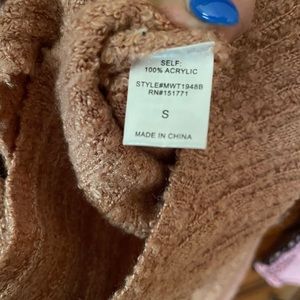 SELF:
100% ACRYLIC
STYLE#MWT1948B
RN#151771
S
MADE IN CHINA